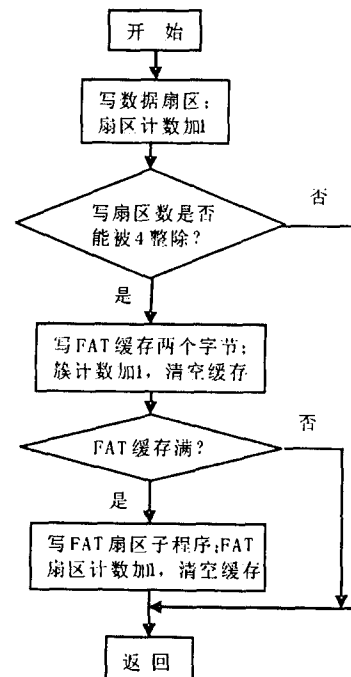 开 始
写数据扇区；
扇区计数加1
写扇区数是否
能被4整除？
否
是
写FAT缓存两个字节；
簇计数加1，清空缓存
FAT缓存满？
否
是
写FAT扇区子程序;FAT
扇区计数加1，清空缓存
返 回